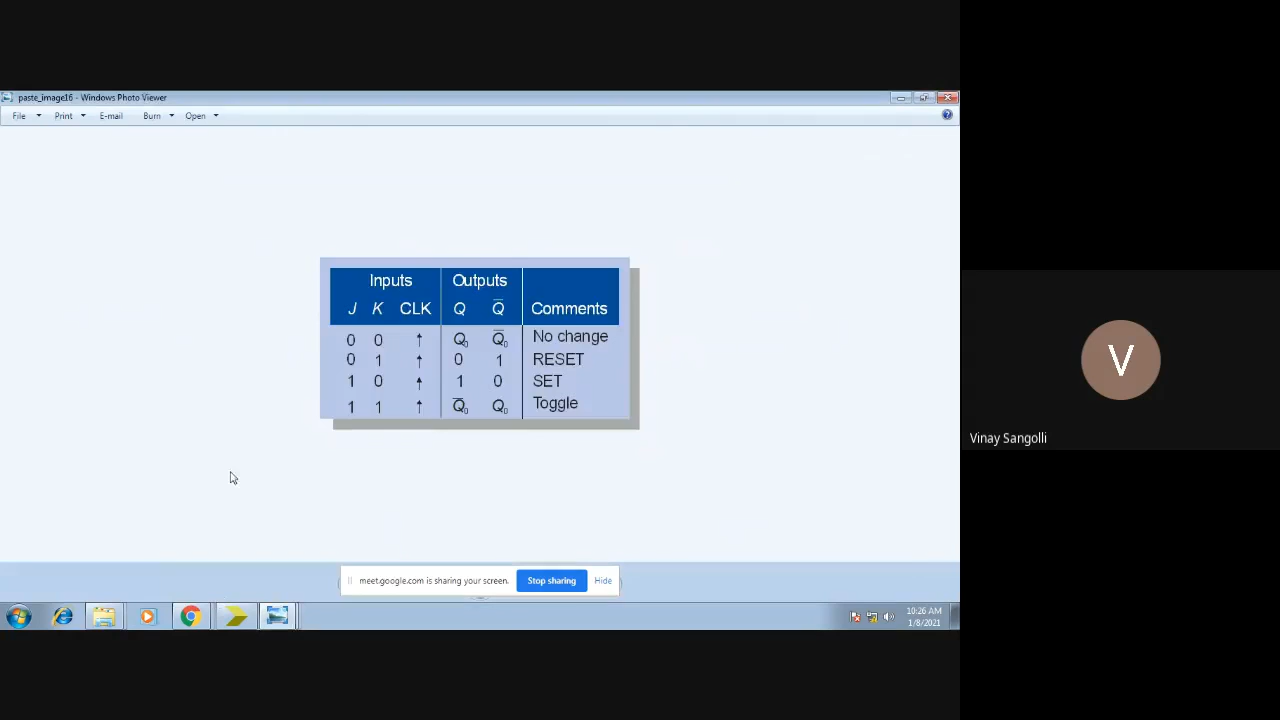 paste_image16 - Windows Photo Viewer
File Print E-mail Burn Open
Inputs Outputs
J K CLK Q Q̅ Comments
0 0 ↑ Q₀ Q̅₀ No change
0 1 ↑ 0 1 RESET
1 0 ↑ 1 0 SET
1 1 ↑ Q̅₀ Q₀ Toggle
V
Vinay Sangolli
meet.google.com is sharing your screen. Stop sharing Hide
10:26 AM
1/8/2021